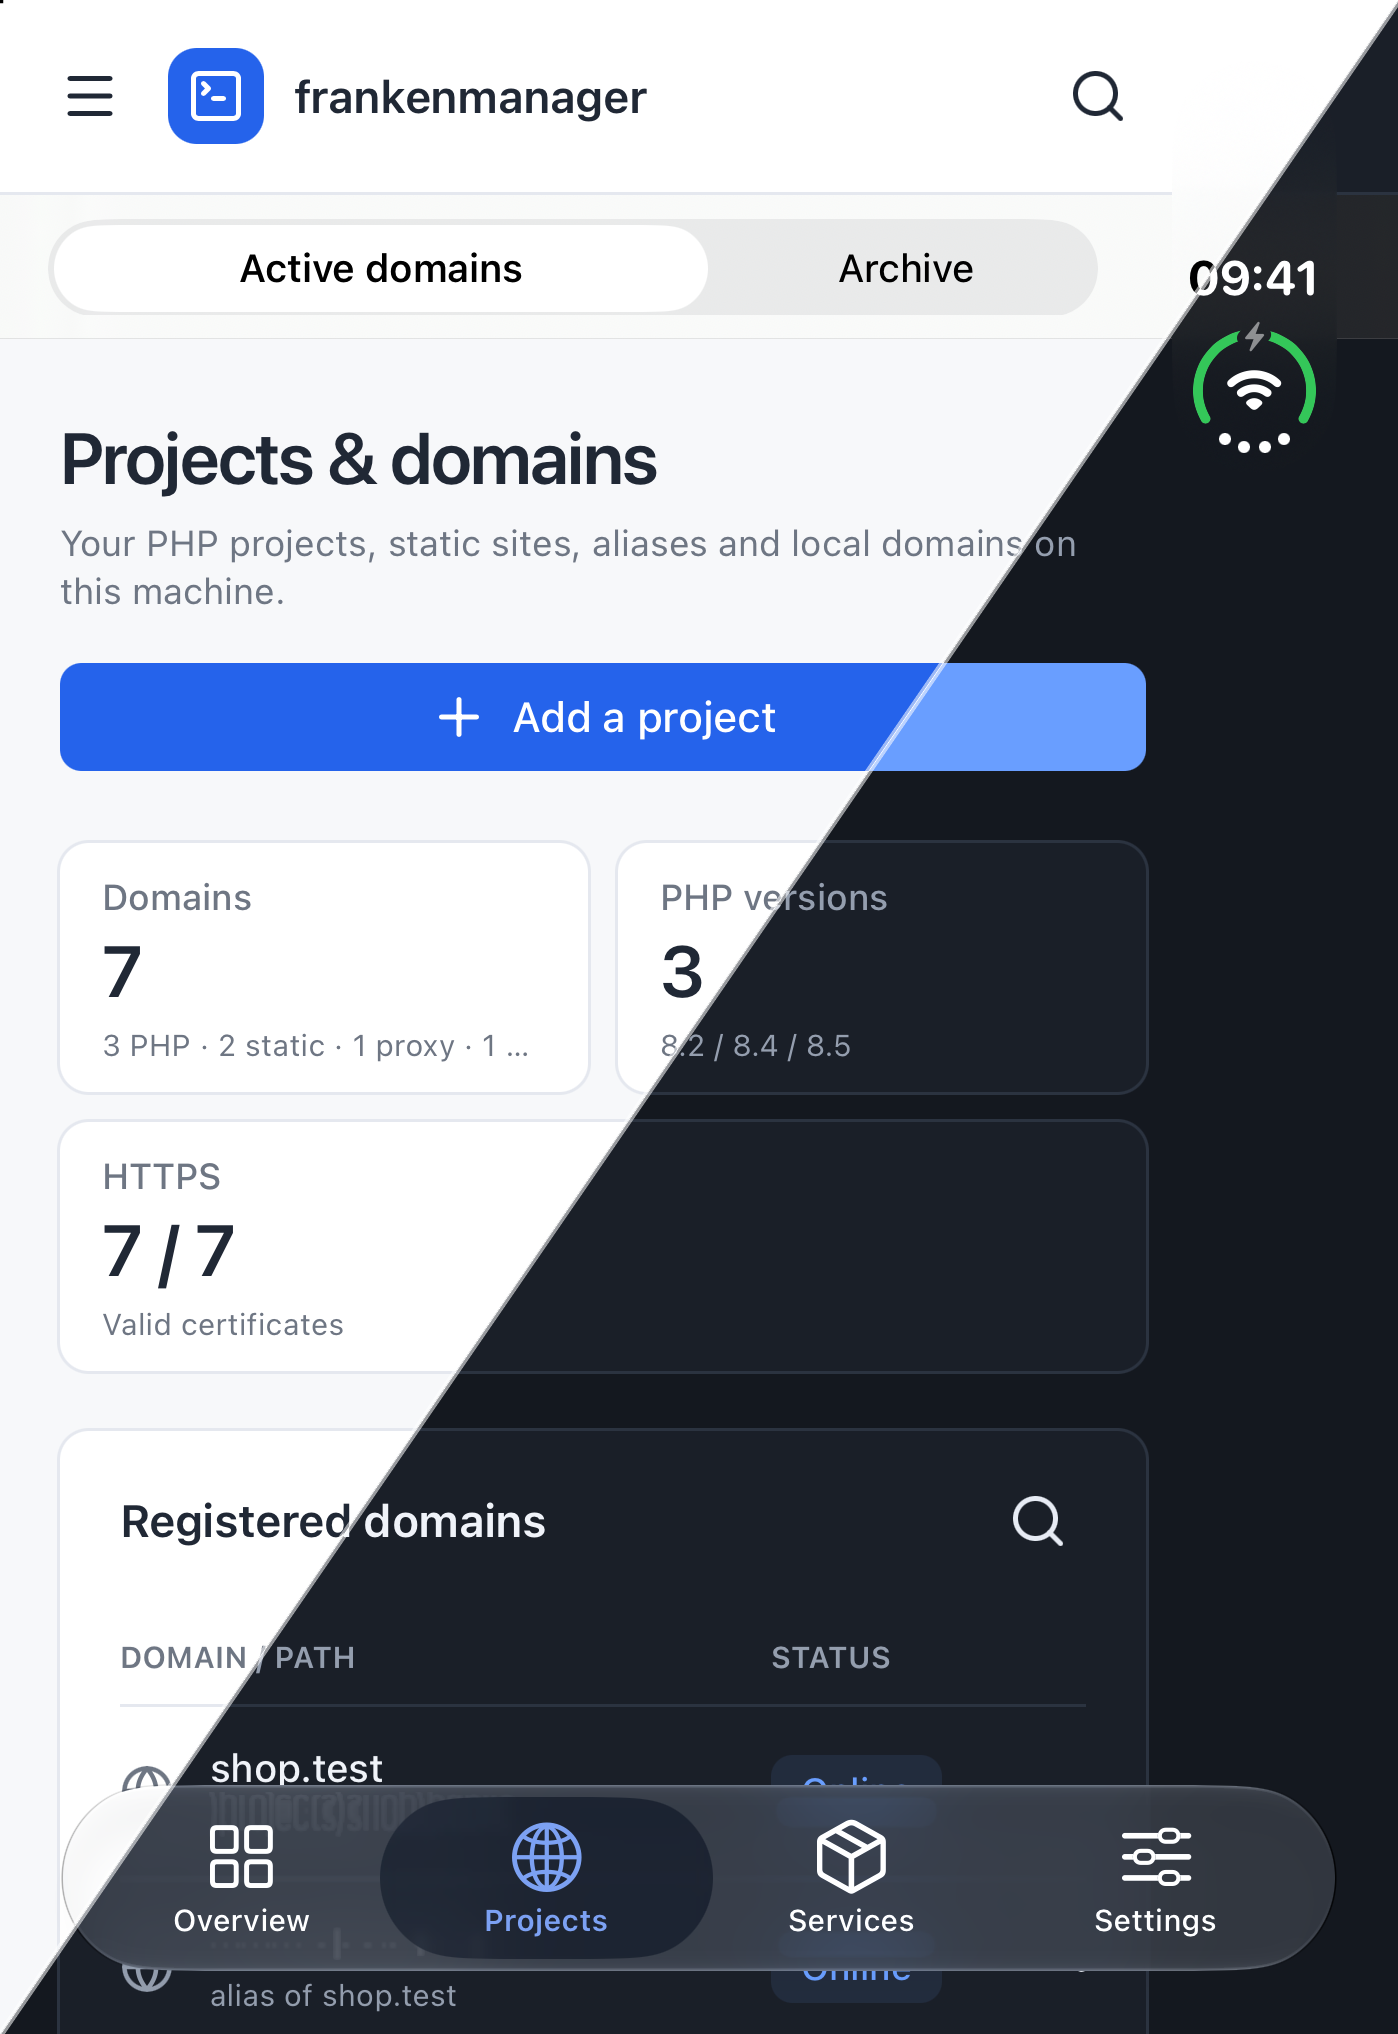 frankenmanager
Active domains
Archive
09:41
Projects & domains
Your PHP projects, static sites, aliases and local domains on
this machine.
Add a project
Domains
7
3 PHP · 2 static · 1 proxy · 1 ...
PHP versions
3
8.2 / 8.4 / 8.5
HTTPS
7 / 7
Valid certificates
Registered domains
DOMAIN / PATH
STATUS
shop.test
Online
Overview
Projects
Services
Settings
Online
alias of shop.test